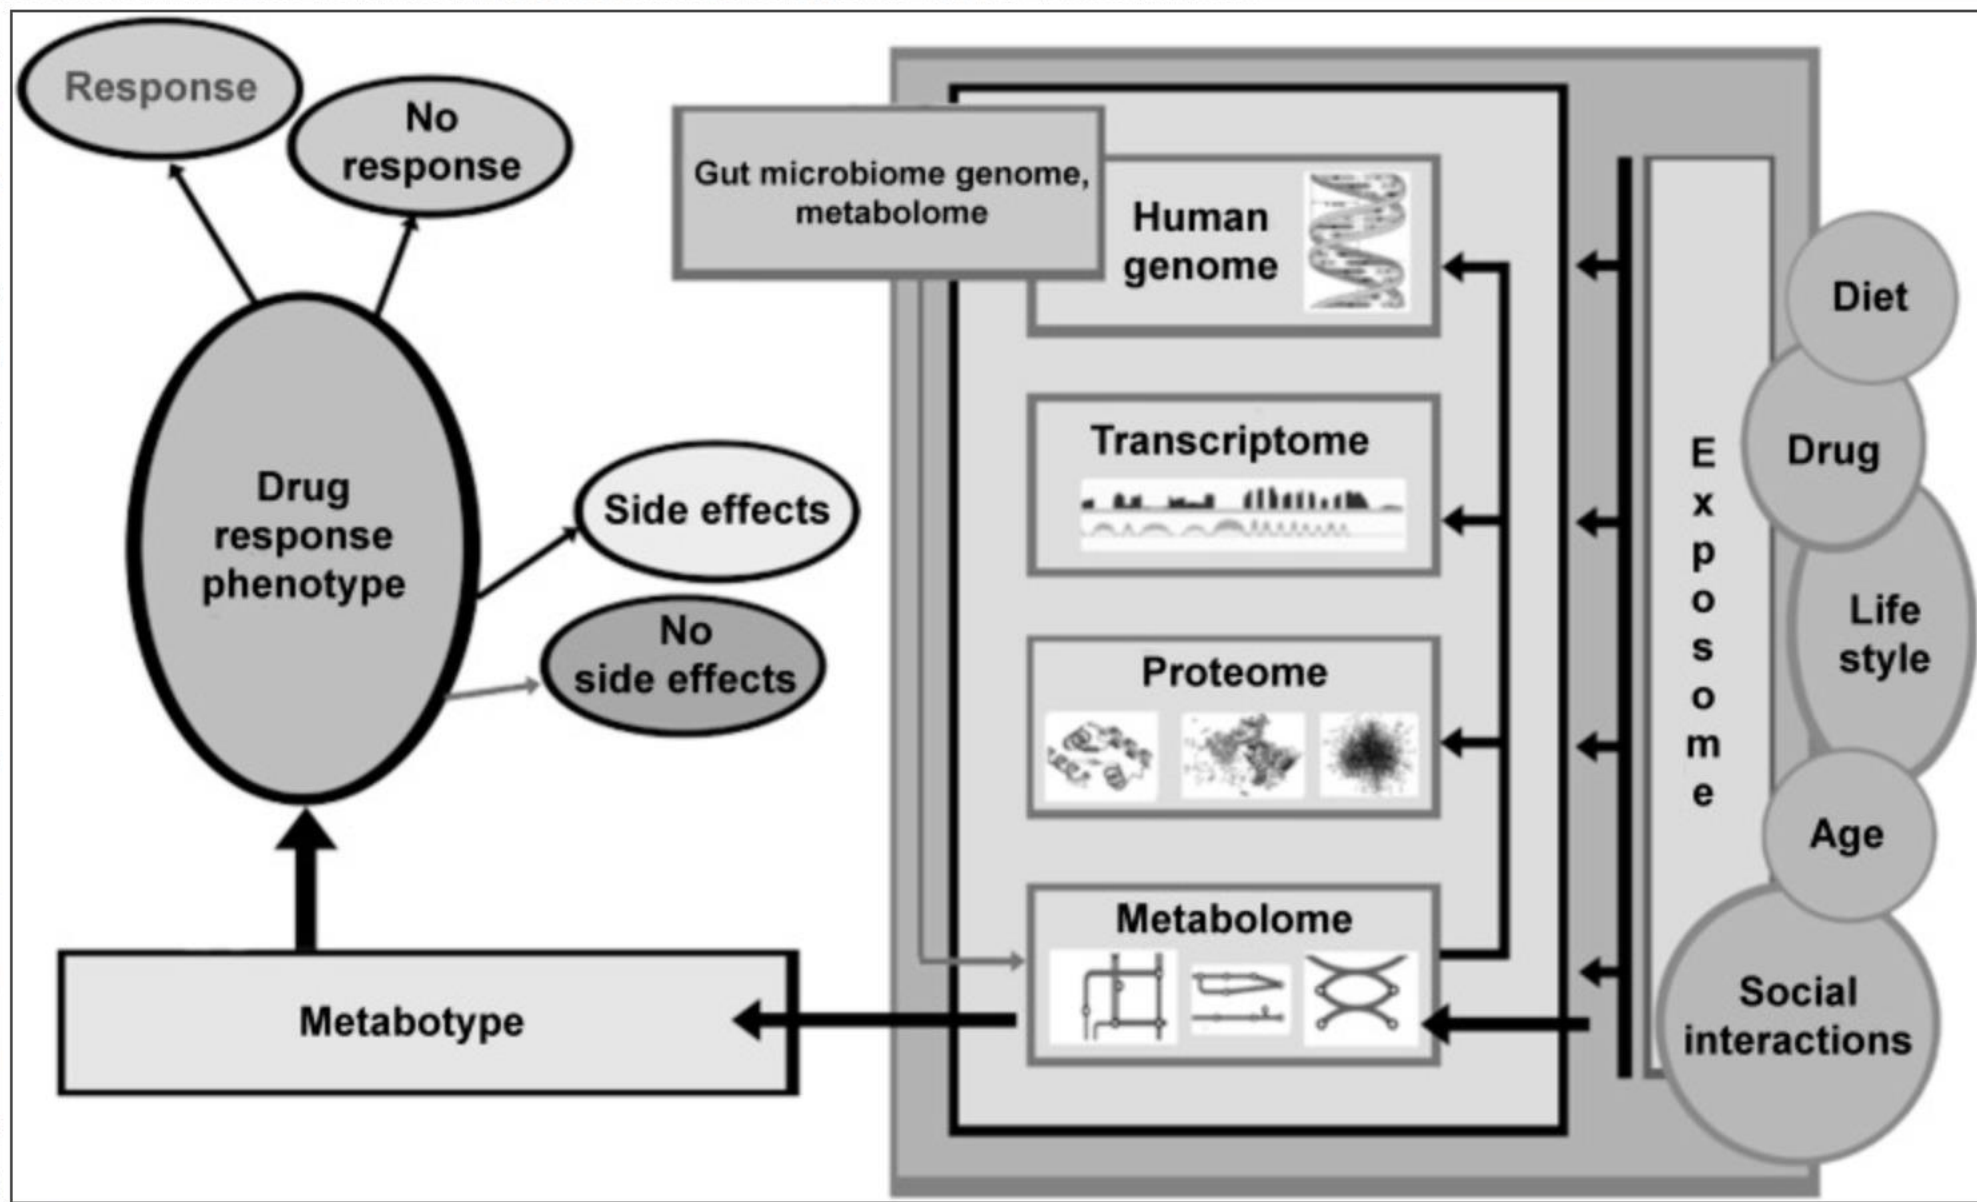 Response
No
response
Gut microbiome genome,
metabolome
Human
genome
Diet
Transcriptome
Drug
Drug
response
phenotype
Side effects
No
side effects
Exposome
Life
style
Proteome
Age
Metabolome
Metabotype
Social
interactions